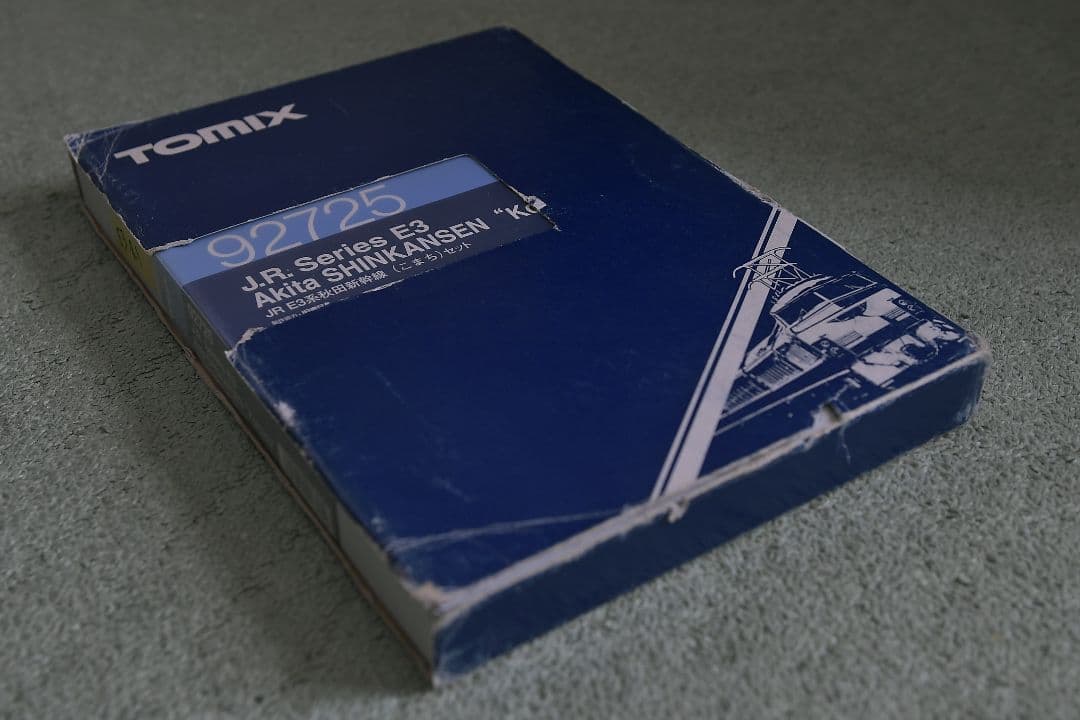 TOMIX
92725
J.R. Series E3
Akita SHINKANSEN “Ko
JR E3系秋田新幹線（こまち）セット